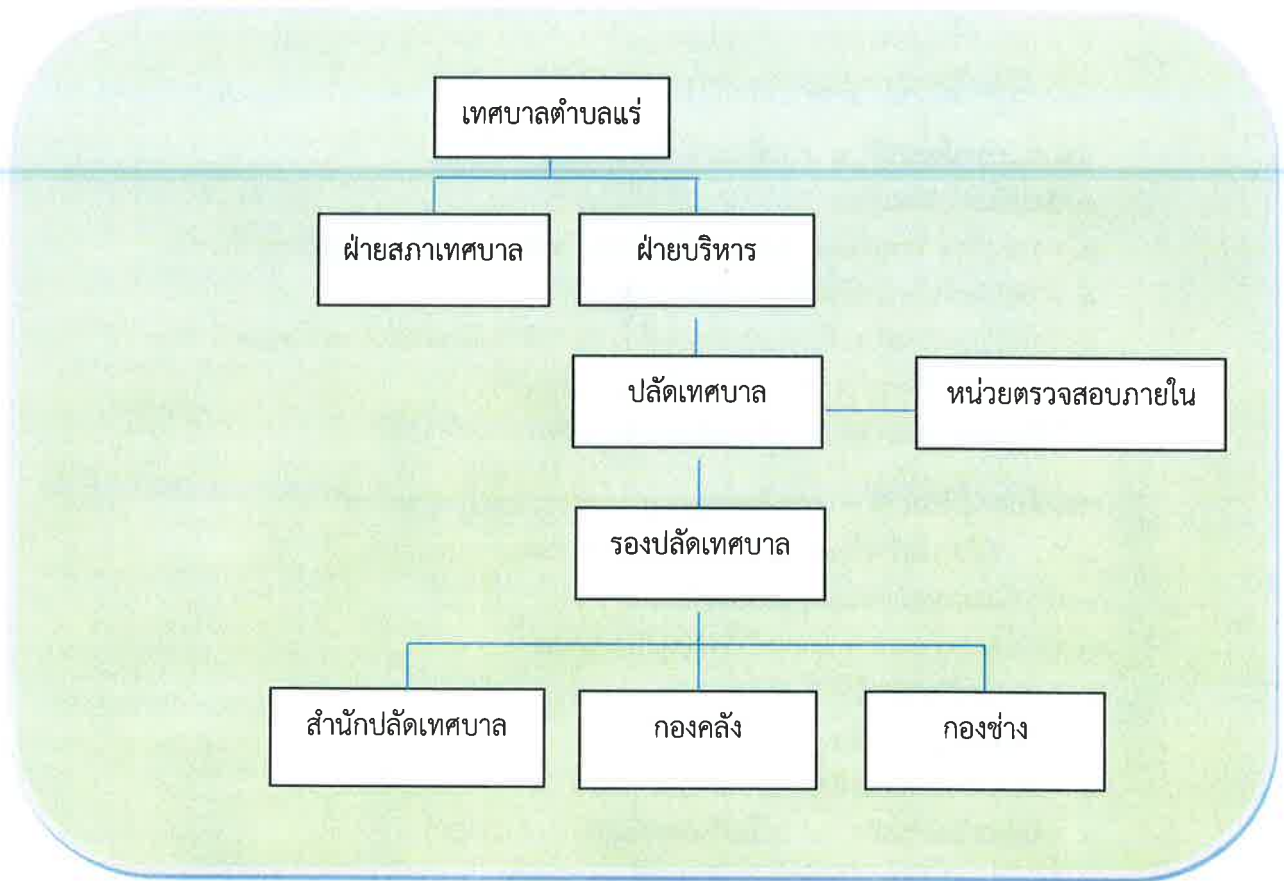 เทศบาลตำบลแร่
ฝ่ายสภาเทศบาล
ฝ่ายบริหาร
ปลัดเทศบาล
หน่วยตรวจสอบภายใน
รองปลัดเทศบาล
สำนักปลัดเทศบาล
กองคลัง
กองช่าง